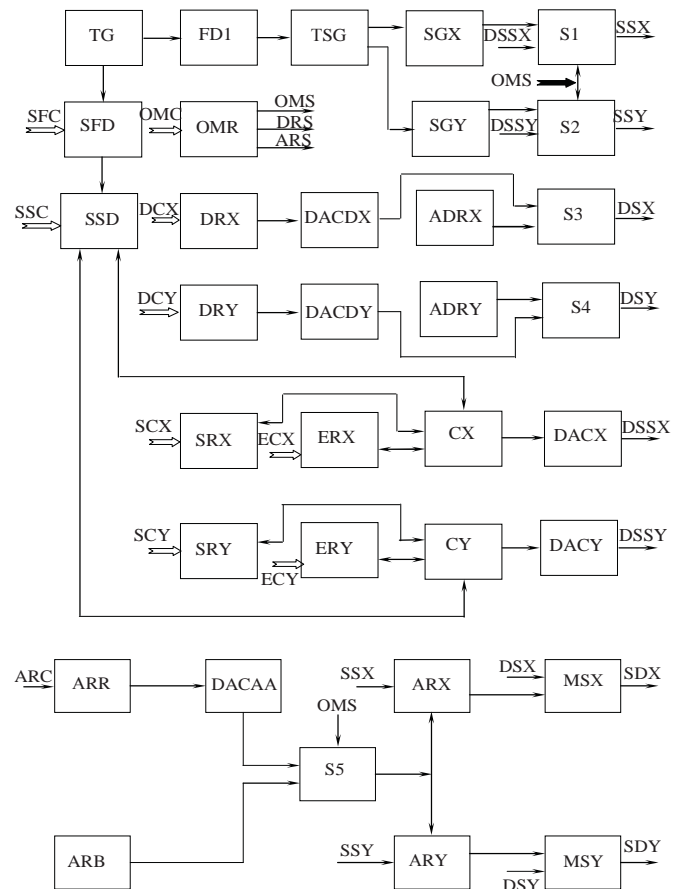 TG
FD1
TSG
SGX
DSSX
S1
SSX
OMS
SFC
SFD
OMC
OMR
OMS
DRS
ARS
SGY
DSSY
S2
SSY
SSC
SSD
DCX
DRX
DACDX
ADRX
S3
DSX
DCY
DRY
DACDY
ADRY
S4
DSY
SCX
SRX
ECX
ERX
CX
DACX
DSSX
SCY
SRY
ECY
ERY
CY
DACY
DSSY
ARC
ARR
DACAA
OMS
S5
SSX
ARX
DSX
MSX
SDX
ARB
SSY
ARY
DSY
MSY
SDY